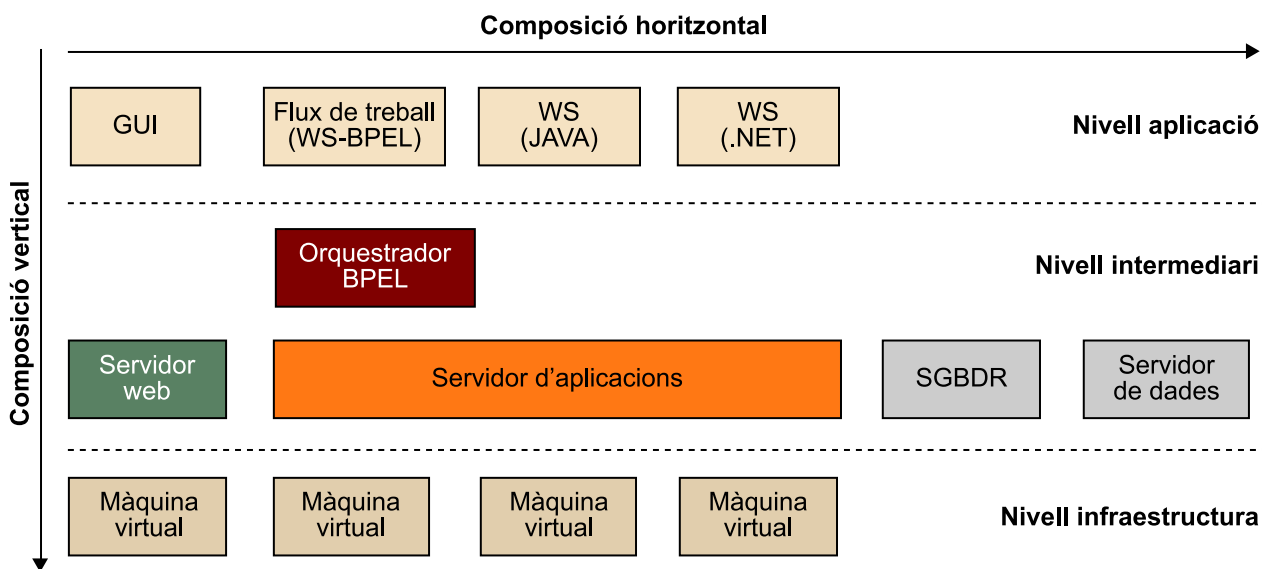 Composició horitzontal
Composició vertical
GUI
Flux de treball
(WS-BPEL)
WS
(JAVA)
WS
(.NET)
Nivell aplicació
Orquestrador
BPEL
Nivell intermediari
Servidor
web
Servidor d’aplicacions
SGBDR
Servidor
de dades
Màquina
virtual
Màquina
virtual
Màquina
virtual
Màquina
virtual
Nivell infraestructura